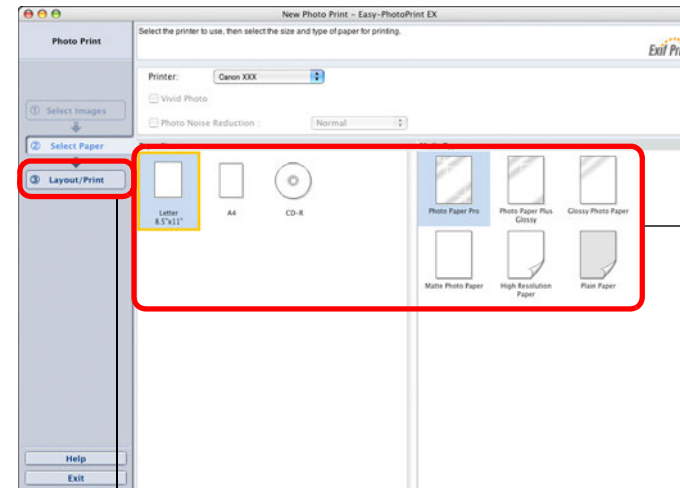 New Photo Print - Easy-PhotoPrint EX
Photo Print
Select the printer to use, then select the size and type of paper for printing.
Exif Pri
Printer:
Canon XXX
Vivid Photo
Photo Noise Reduction :
Normal
① Select Images
② Select Paper
③ Layout/Print
Letter
8.5"x11"
A4
CD-R
Photo Paper Pro
Photo Paper Plus
Glossy
Glossy Photo Paper
Matte Photo Paper
High Resolution
Paper
Plain Paper
Help
Exit